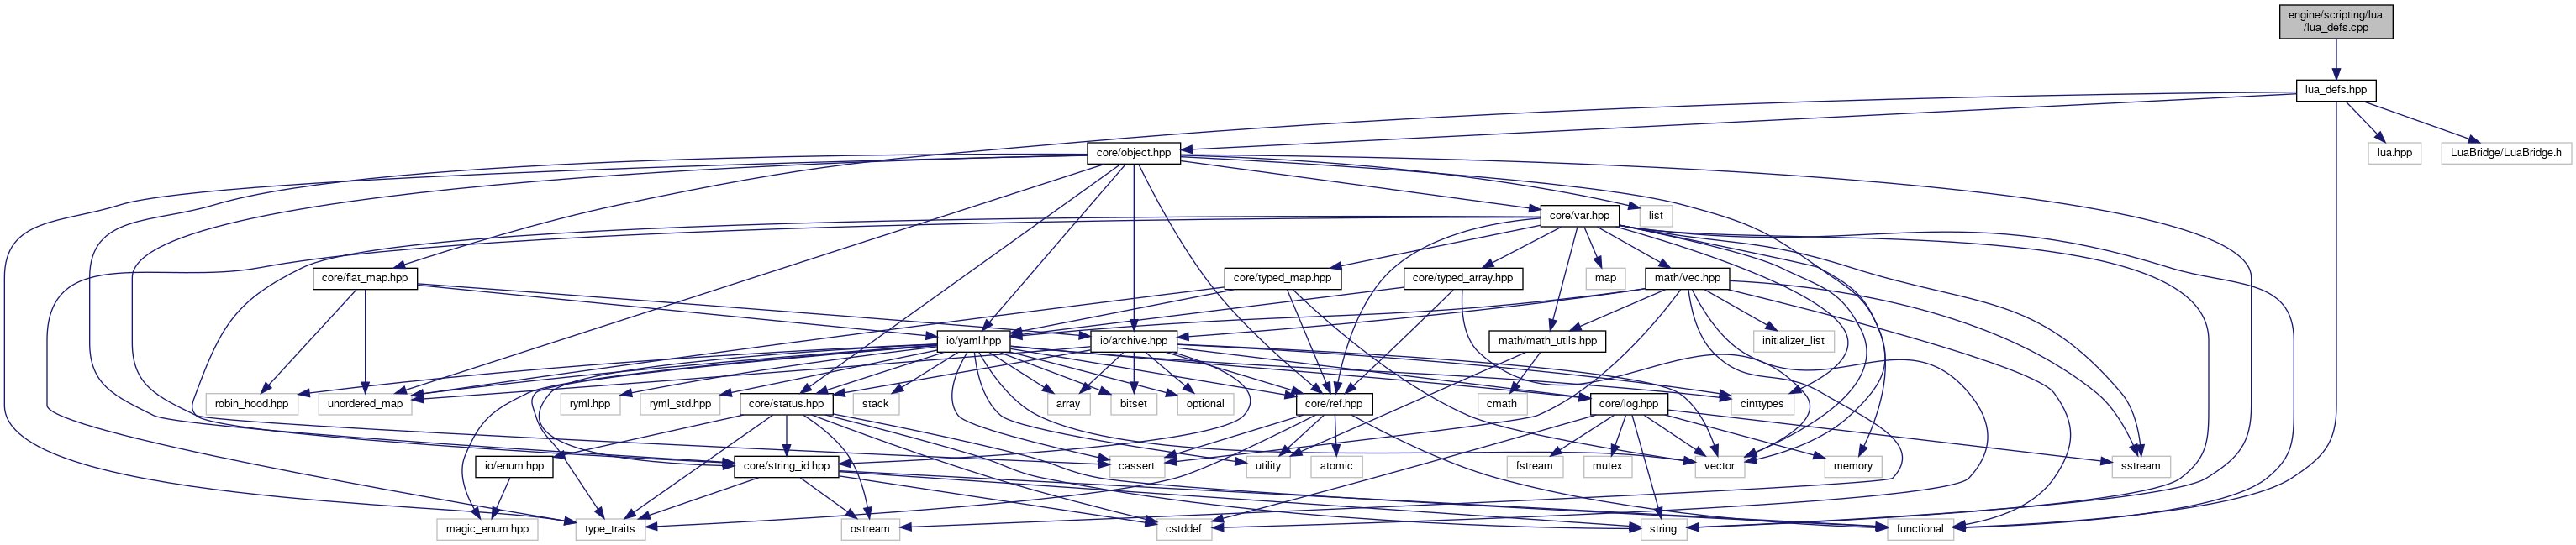 engine/scripting/lua
/lua_defs.cpp
lua_defs.hpp
core/object.hpp
lua.hpp
LuaBridge/LuaBridge.h
core/var.hpp
list
core/flat_map.hpp
core/typed_map.hpp
core/typed_array.hpp
map
math/vec.hpp
io/yaml.hpp
io/archive.hpp
math/math_utils.hpp
initializer_list
robin_hood.hpp
unordered_map
ryml.hpp
ryml_std.hpp
core/status.hpp
stack
array
bitset
optional
core/ref.hpp
cmath
core/log.hpp
cinttypes
io/enum.hpp
core/string_id.hpp
cassert
utility
atomic
fstream
mutex
vector
memory
sstream
magic_enum.hpp
type_traits
ostream
cstddef
string
functional